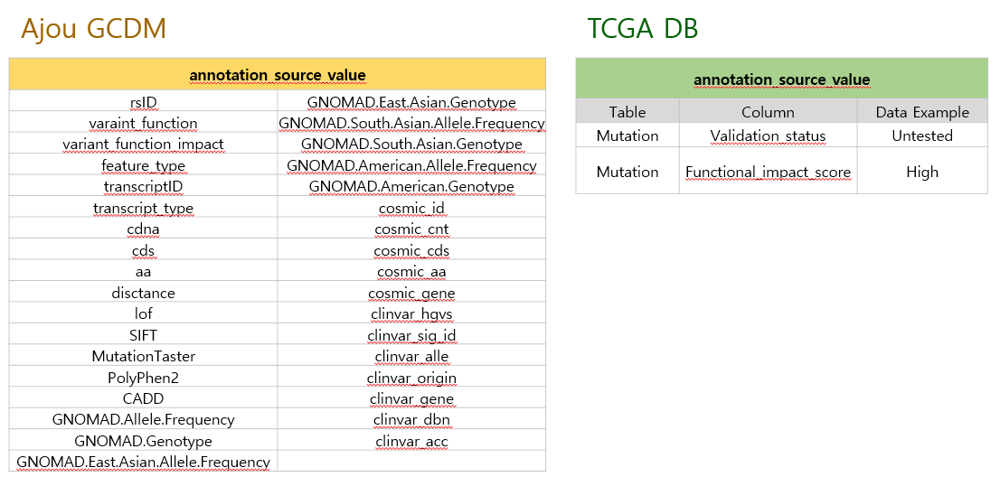 Ajou GCDM
TCGA DB
annotation_source_value
rsID GNOMAD.East.Asian.Genotype
varaint_function GNOMAD.South.Asian.Allele.Frequency
variant_function_impact GNOMAD.South.Asian.Genotype
feature_type GNOMAD.American.Allele.Frequency
transcriptID GNOMAD.American.Genotype
transcript_type cosmic_id
cdna cosmic_cnt
cds cosmic_cds
aa cosmic_aa
disctance cosmic_gene
lof clinvar_hgvs
SIFT clinvar_sig_id
MutationTaster clinvar_alle
PolyPhen2 clinvar_origin
CADD clinvar_gene
GNOMAD.Allele.Frequency clinvar_dbn
GNOMAD.Genotype clinvar_acc
GNOMAD.East.Asian.Allele.Frequency
annotation_source_value
Table Column Data Example
Mutation Validation_status Untested
Mutation Functional_impact_score High